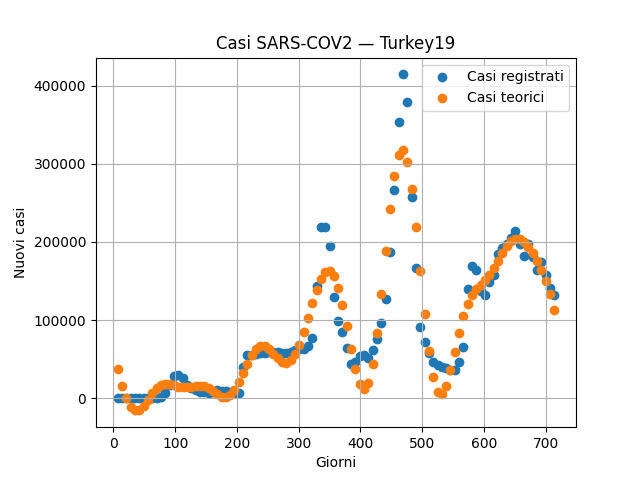 Casi SARS-COV2 — Turkey19
Casi registrati
Casi teorici
Nuovi casi
400000
300000
200000
100000
0
0 100 200 300 400 500 600 700
Giorni